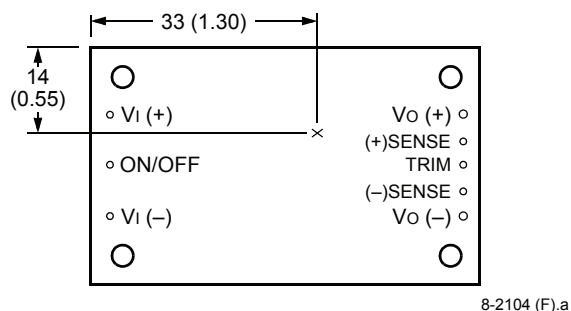 33 (1.30)
14
(0.55)
VI (+)
VO (+)
(+)SENSE
ON/OFF
TRIM
(–)SENSE
VI (–)
VO (–)
8-2104 (F).a